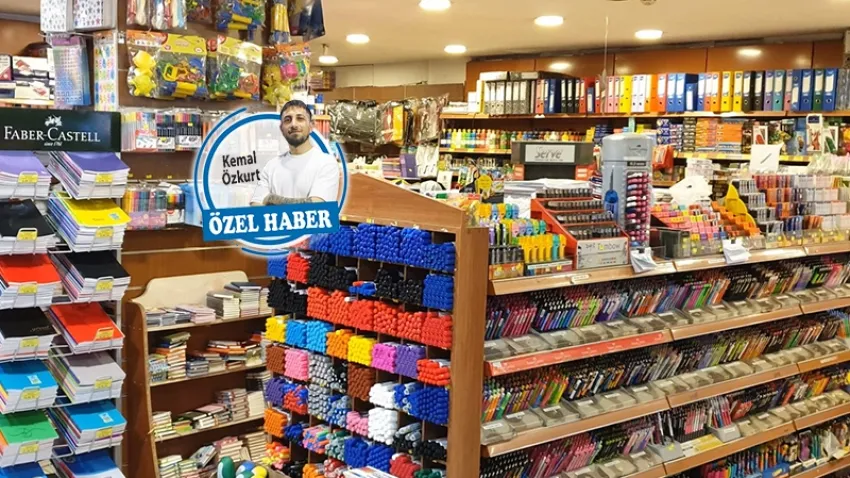 FABER-CASTELL
since 1761
Kemal
Özkurt
ÖZEL HABER
Serve